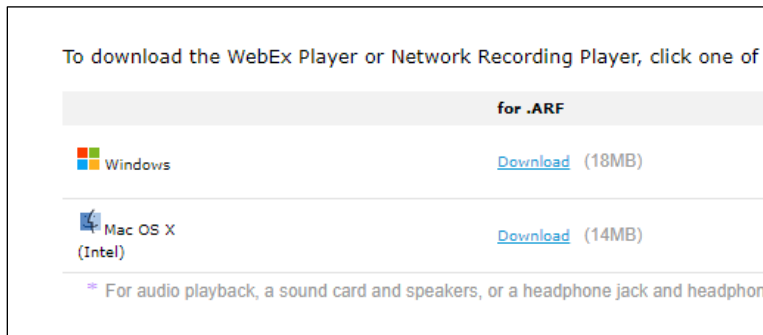 To download the WebEx Player or Network Recording Player, click one of
for .ARF
Windows Download (18MB)
Mac OS X
(Intel) Download (14MB)
* For audio playback, a sound card and speakers, or a headphone jack and